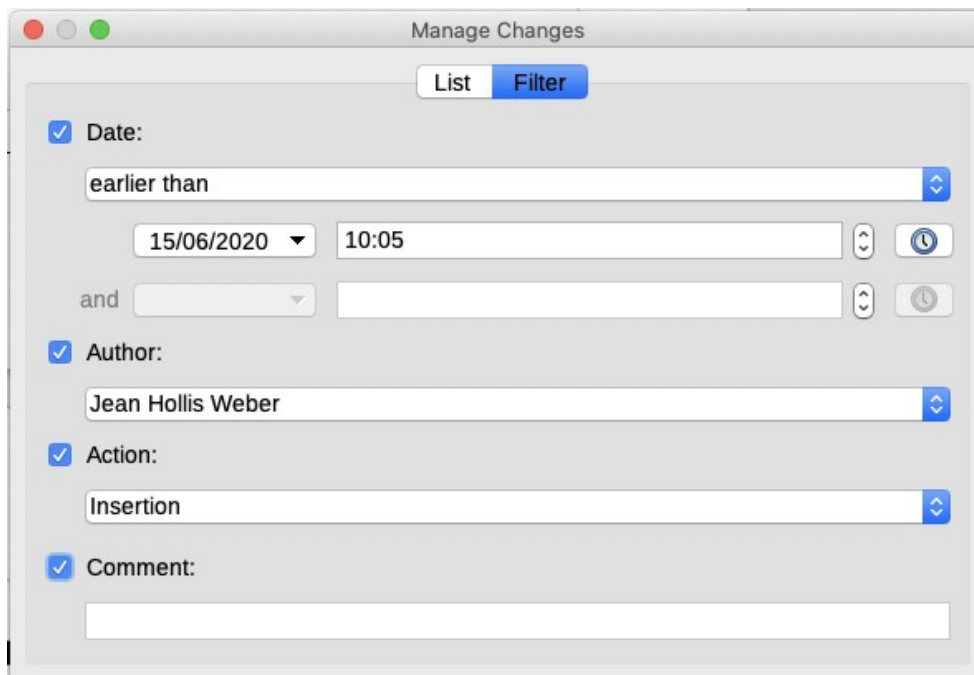 Manage Changes
List Filter
Date:
earlier than
15/06/2020 10:05
and
Author:
Jean Hollis Weber
Action:
Insertion
Comment: